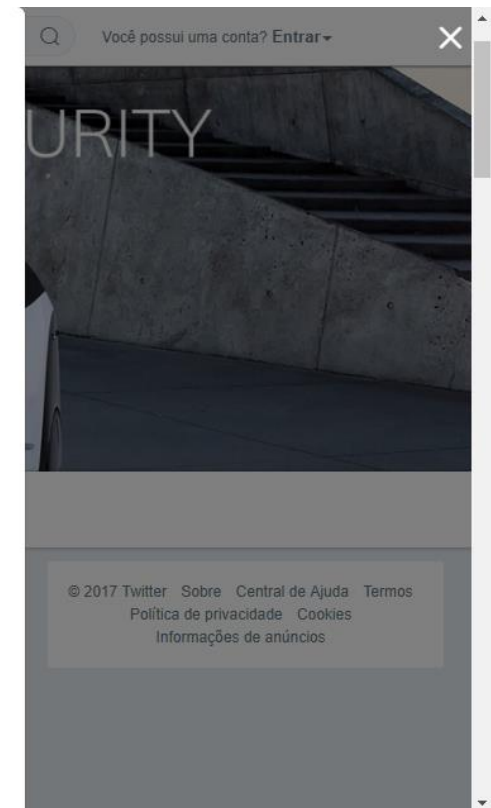 Você possui uma conta? Entrar
URITY
© 2017 Twitter Sobre Central de Ajuda Termos
Política de privacidade Cookies
Informações de anúncios